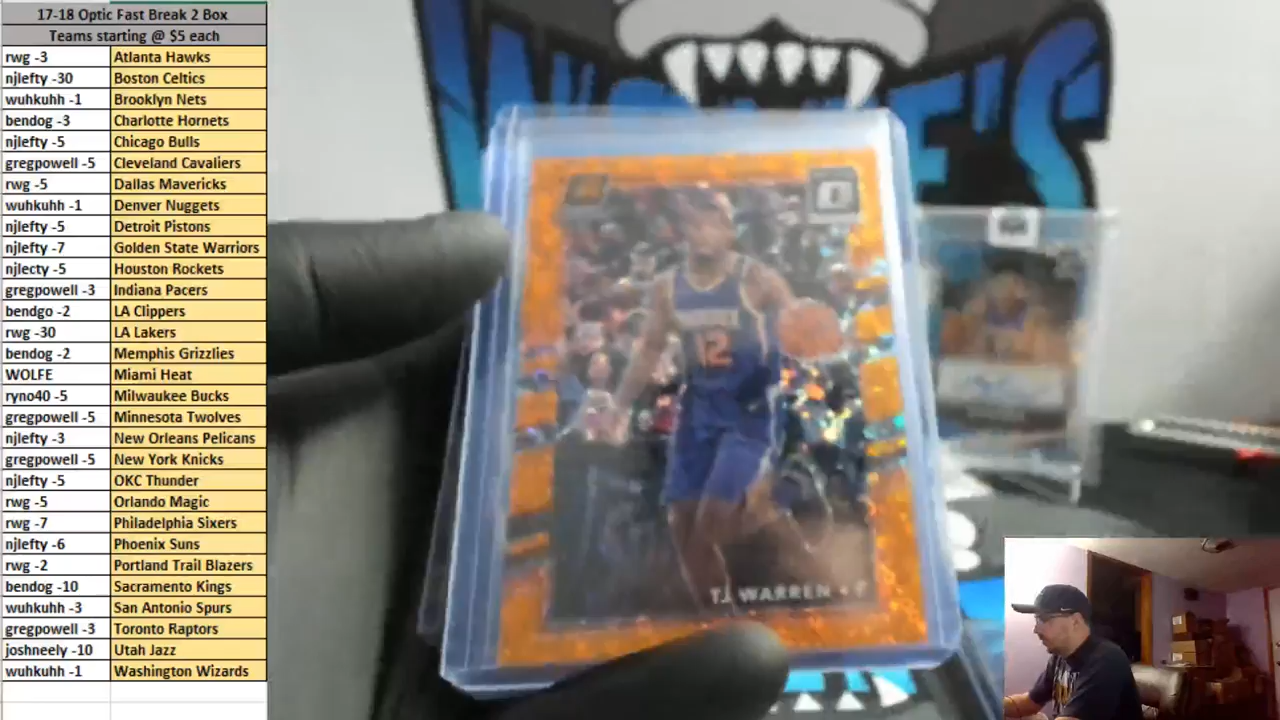 17-18 Optic Fast Break 2 Box
Teams starting @ $5 each
rwg -3 Atlanta Hawks
njlefty -30 Boston Celtics
wuhkuhh -1 Brooklyn Nets
bendog -3 Charlotte Hornets
njlefty -5 Chicago Bulls
gregpowell -5 Cleveland Cavaliers
rwg -5 Dallas Mavericks
wuhkuhh -1 Denver Nuggets
njlefty -5 Detroit Pistons
njlefty -7 Golden State Warriors
njlecty -5 Houston Rockets
gregpowell -3 Indiana Pacers
bendgo -2 LA Clippers
rwg -30 LA Lakers
bendog -2 Memphis Grizzlies
WOLFE Miami Heat
ryno40 -5 Milwaukee Bucks
gregpowell -5 Minnesota Twolves
njlefty -3 New Orleans Pelicans
gregpowell -5 New York Knicks
njlefty -5 OKC Thunder
rwg -5 Orlando Magic
rwg -7 Philadelphia Sixers
njlefty -6 Phoenix Suns
rwg -2 Portland Trail Blazers
bendog -10 Sacramento Kings
wuhkuhh -3 San Antonio Spurs
gregpowell -3 Toronto Raptors
joshneely -10 Utah Jazz
wuhkuhh -1 Washington Wizards
12
TJ WARREN • F